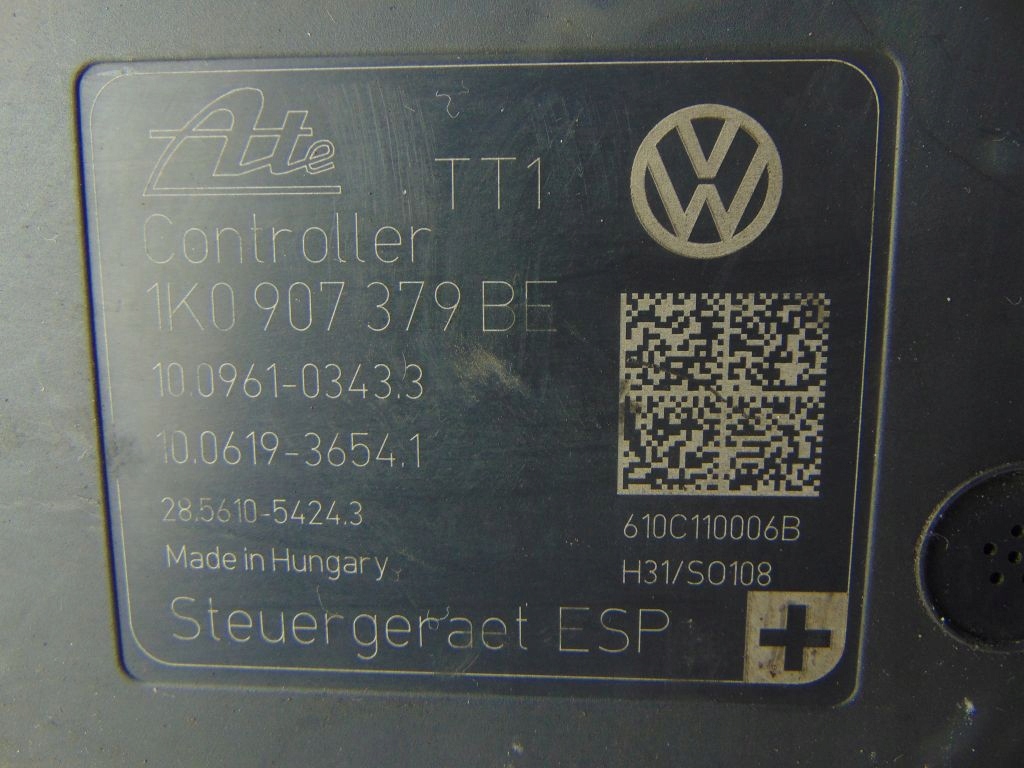 Ate
TT1
Controller
1K0 907 379 BE
10.0961-0343.3
10.0619-3654.1
28.5610-5424.3
Made in Hungary
Steuergeraet ESP
610C110006B
H31/SO108